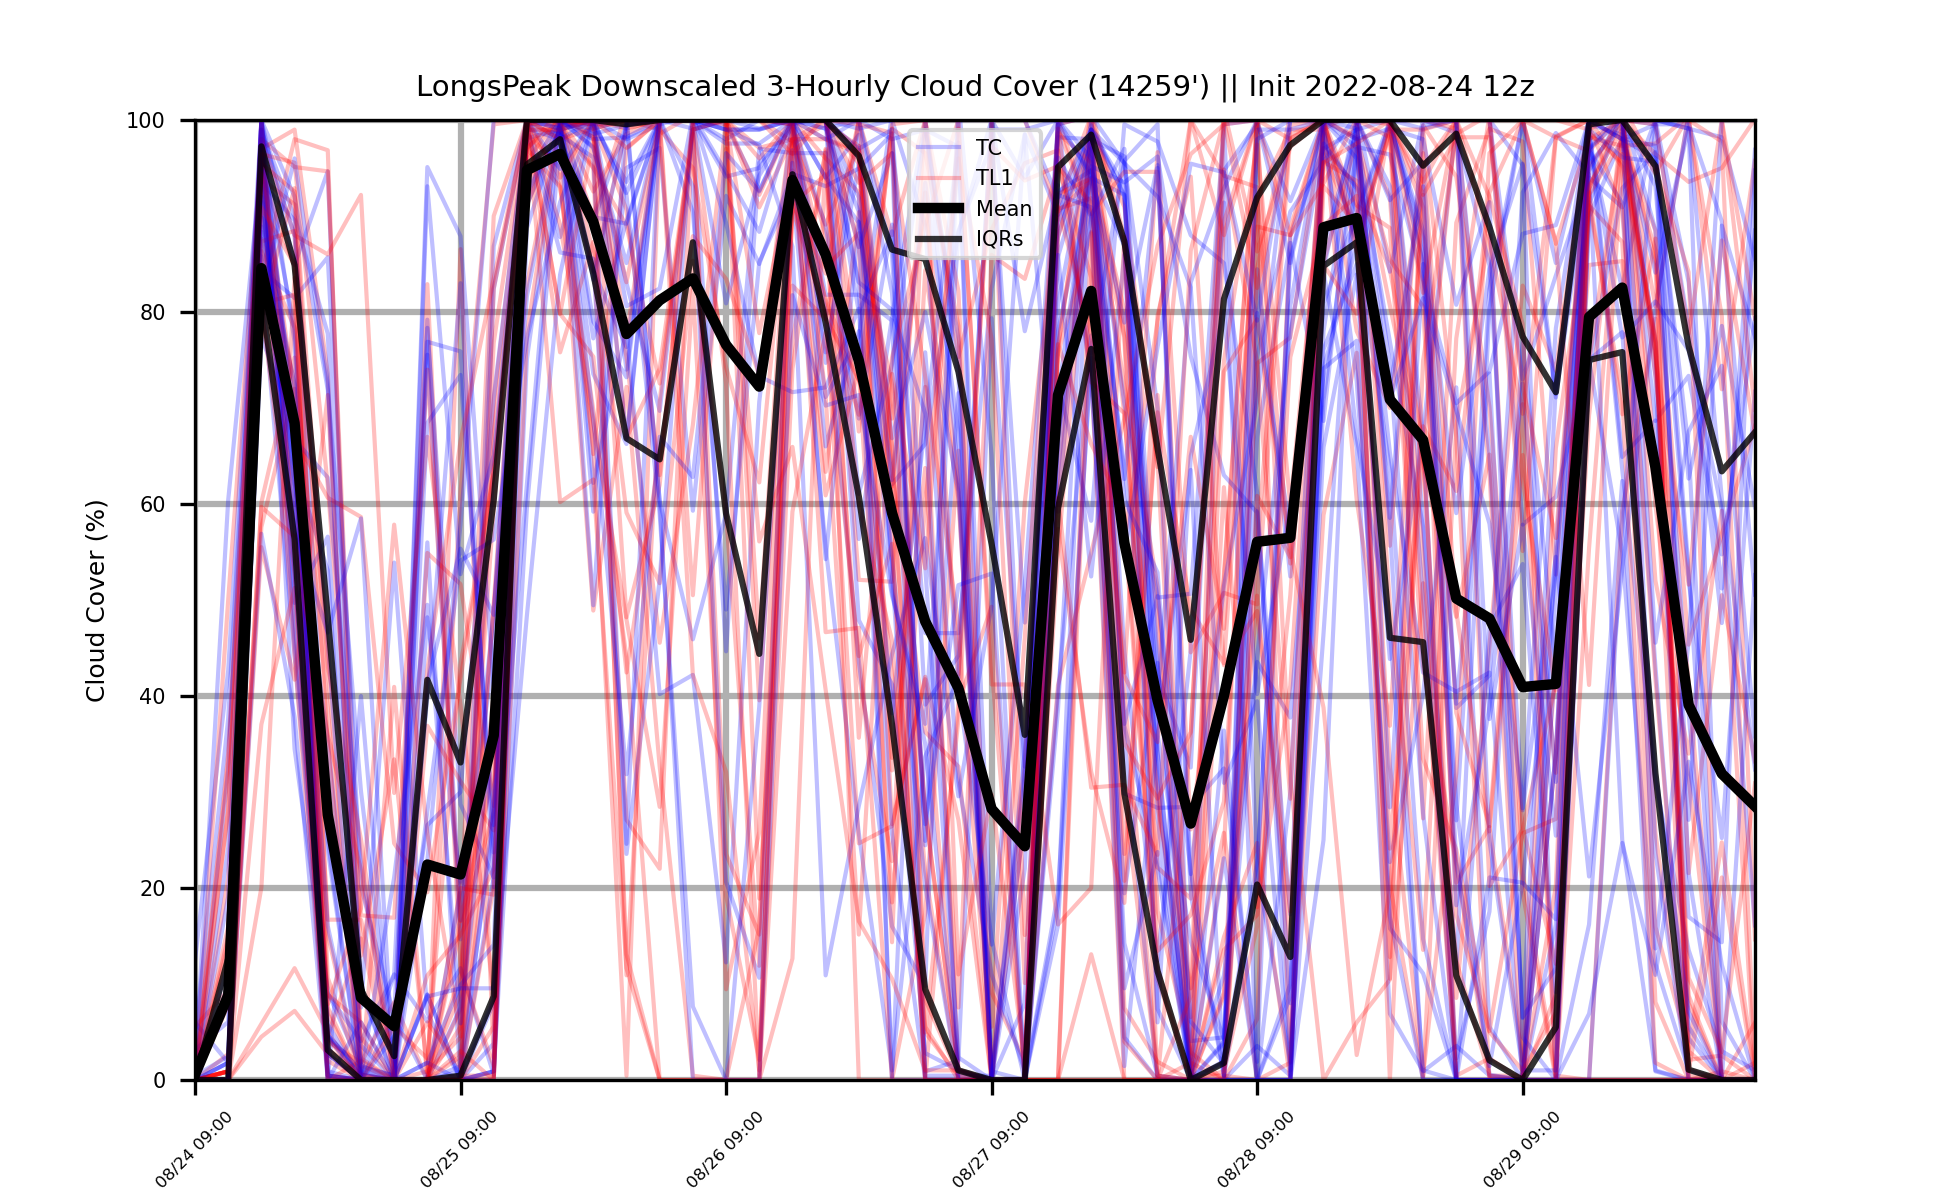 LongsPeak Downscaled 3-Hourly Cloud Cover (14259') || Init 2022-08-24 12z
Cloud Cover (%)
100
80
60
40
20
0
TC
TL1
Mean
IQRs
08/24 09:00
08/25 09:00
08/26 09:00
08/27 09:00
08/28 09:00
08/29 09:00